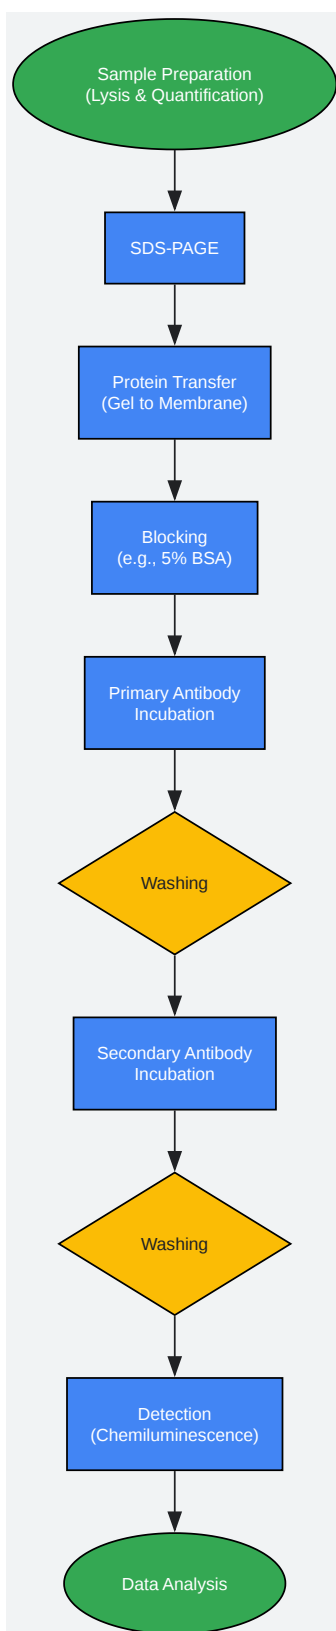 Sample Preparation
(Lysis & Quantification)
SDS-PAGE
Protein Transfer
(Gel to Membrane)
Blocking
(e.g., 5% BSA)
Primary Antibody
Incubation
Washing
Secondary Antibody
Incubation
Washing
Detection
(Chemiluminescence)
Data Analysis